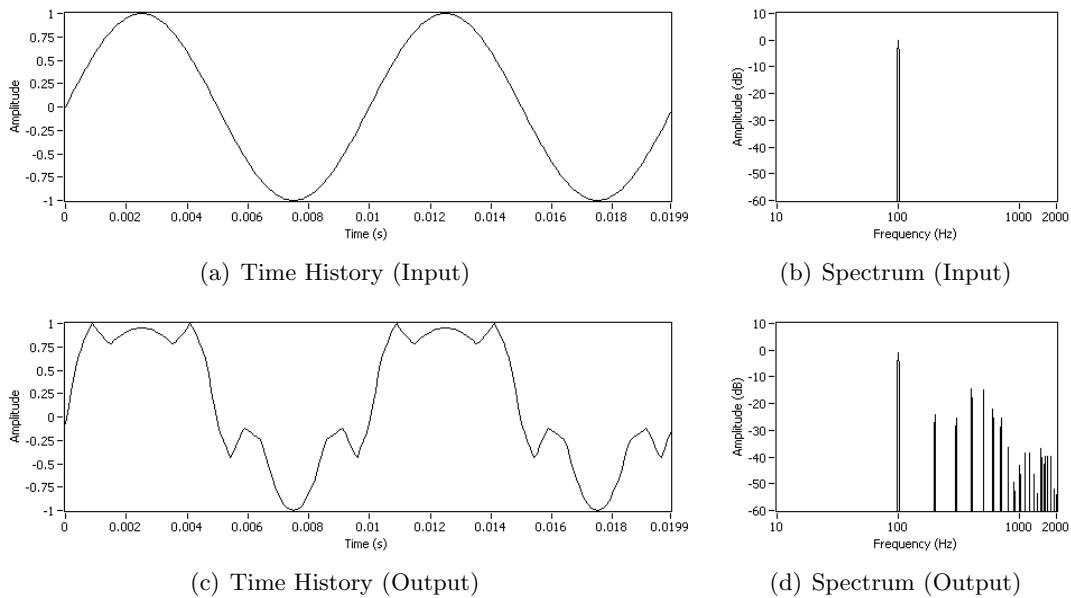 1
0.75
0.5
0.25
0
-0.25
-0.5
-0.75
-1
Amplitude
0 0.002 0.004 0.006 0.008 0.01 0.012 0.014 0.016 0.018 0.0199
Time (s)
10
0
-10
-20
-30
-40
-50
-60
Amplitude (dB)
10 100 1000 2000
Frequency (Hz)
(a) Time History (Input)
(b) Spectrum (Input)
1
0.75
0.5
0.25
0
-0.25
-0.5
-0.75
-1
Amplitude
0 0.002 0.004 0.006 0.008 0.01 0.012 0.014 0.016 0.018 0.0199
Time (s)
10
0
-10
-20
-30
-40
-50
-60
Amplitude (dB)
10 100 1000 2000
Frequency (Hz)
(c) Time History (Output)
(d) Spectrum (Output)